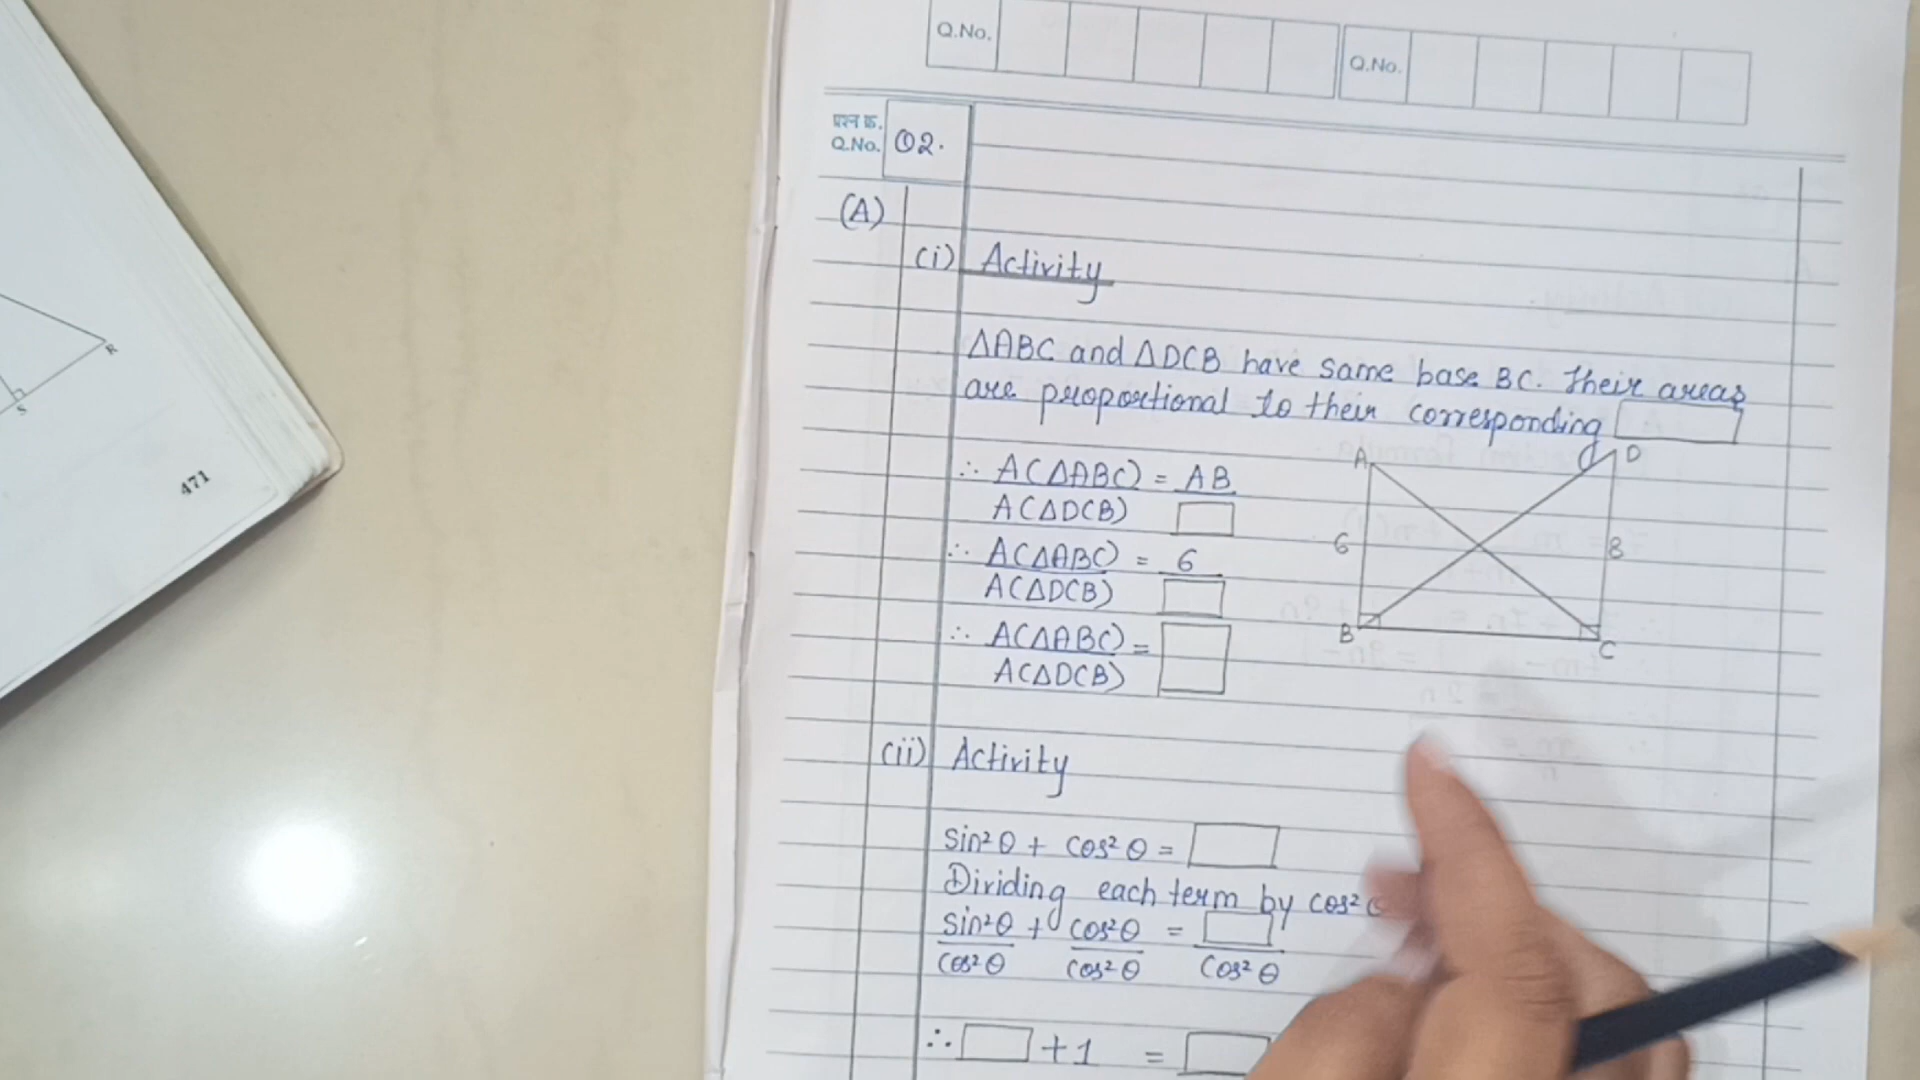 Q.No.
Q.No.
प्रश्न क्र.
Q.No. Q2.
(A)
(i) Activity
ΔABC and ΔDCB have same base BC. Their areas
are proportional to their corresponding
∴ A(ΔABC) = AB
A(ΔDCB)
∴ A(ΔABC) = 6
A(ΔDCB)
∴ A(ΔABC) =
A(ΔDCB)
A D
6 8
B C
(ii) Activity
sin²θ + cos²θ =
Dividing each term by cos²
sin²θ + cos²θ =
cos²θ cos²θ cos²θ
∴ + 1 =
R
S
471